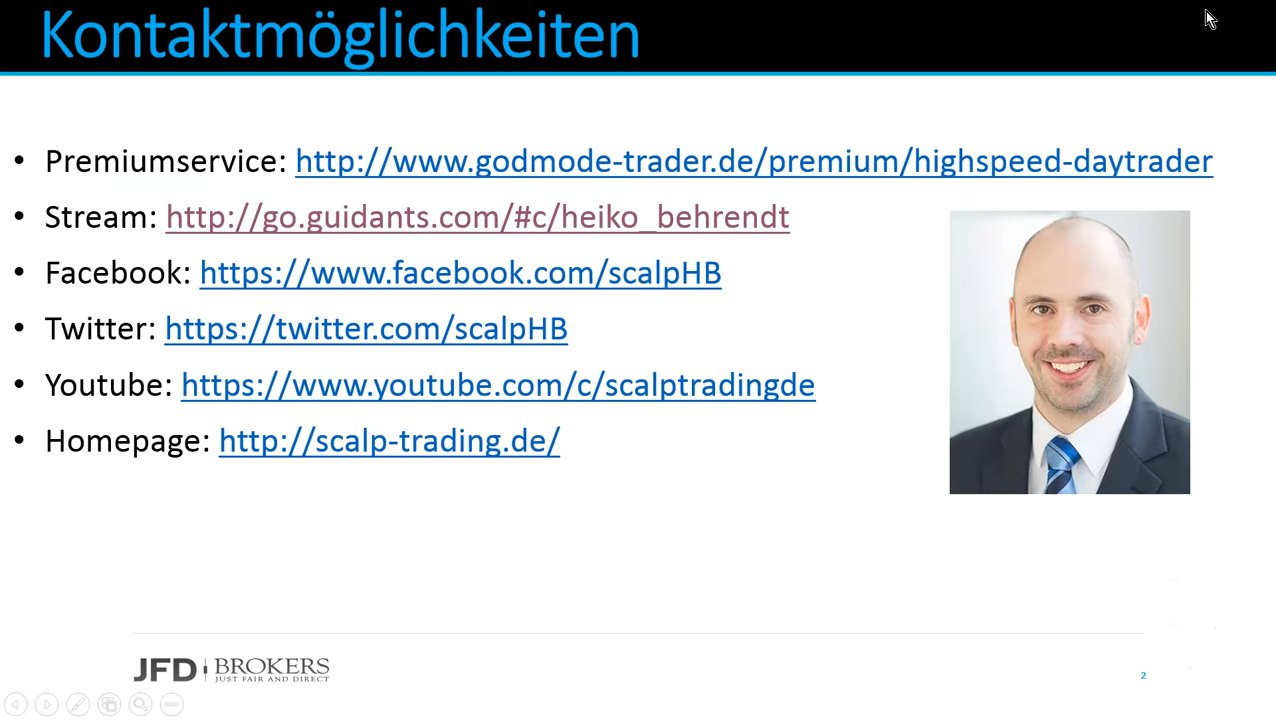 Kontaktmöglichkeiten
• Premiumservice: http://www.godmode-trader.de/premium/highspeed-daytrader
• Stream: http://go.guidants.com/#c/heiko_behrendt
• Facebook: https://www.facebook.com/scalpHB
• Twitter: https://twitter.com/scalpHB
• Youtube: https://www.youtube.com/c/scalptradingde
• Homepage: http://scalp-trading.de/
JFD BROKERS
JUST FAIR AND DIRECT
2